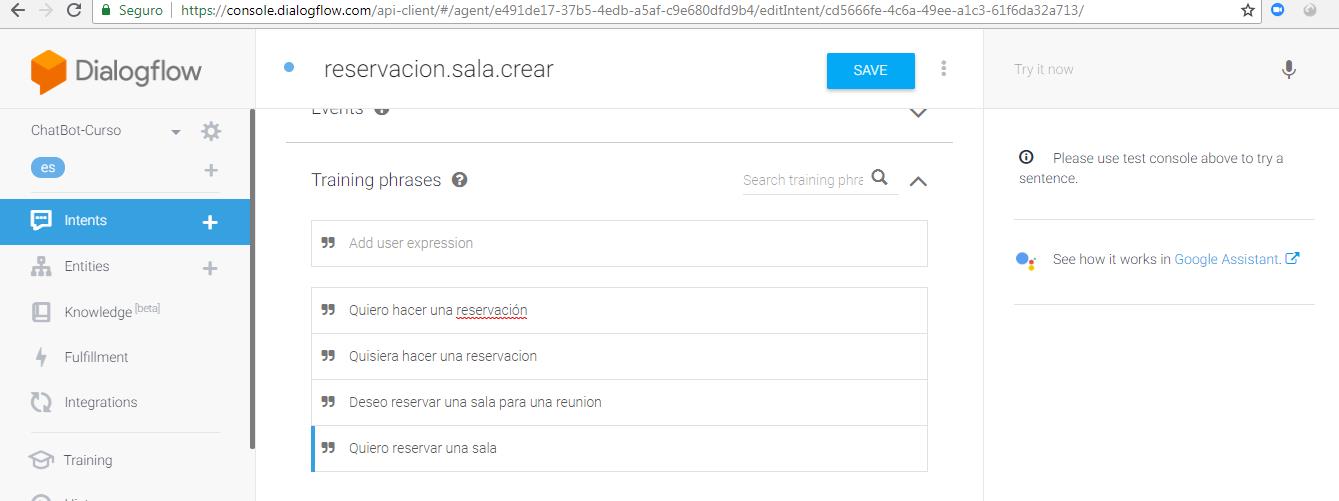 Seguro
https://console.dialogflow.com/api-client/#/agent/e491de17-37b5-4edb-a5af-c9e680dfd9b4/editIntent/cd5666fe-4c6a-49ee-a1c3-61f6da32a713/
Dialogflow
reservacion.sala.crear
SAVE
Try it now
ChatBot-Curso
es
Events
Training phrases
Search training phra
Please use test console above to try a
sentence.
Intents
Add user expression
Entities
See how it works in Google Assistant.
Knowledge [beta]
Quiero hacer una reservación
Fulfillment
Quisiera hacer una reservacion
Integrations
Deseo reservar una sala para una reunion
Quiero reservar una sala
Training